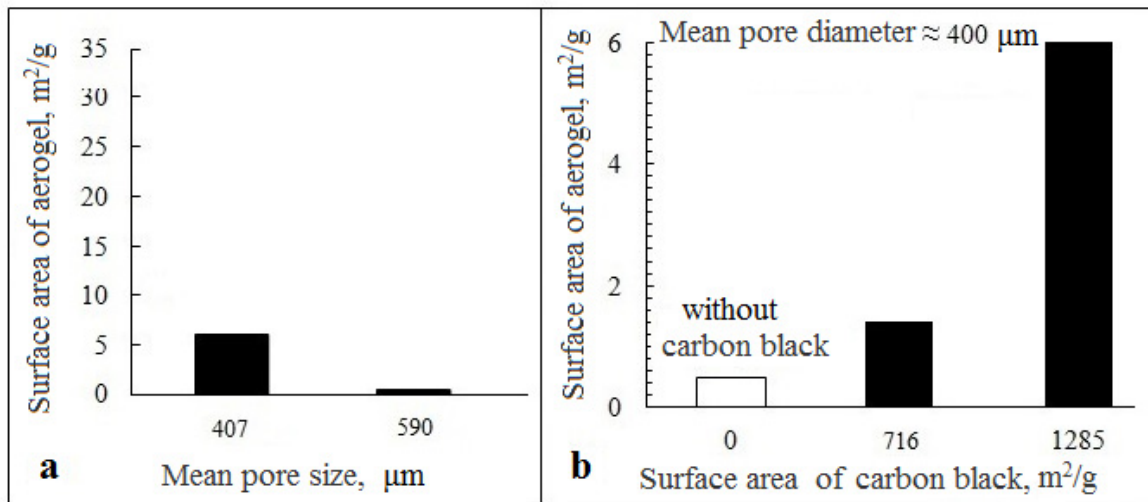 Surface area of aerogel, m²/g
35
30
25
20
15
10
5
0
407
590
a
Mean pore size, μm
Mean pore diameter ≈ 400 μm
Surface area of aerogel, m²/g
6
4
2
0
without
carbon black
0
716
1285
b
Surface area of carbon black, m²/g